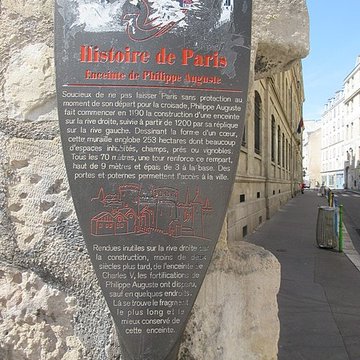 Histoire de Paris
Enceinte de Philippe Auguste
Soucieux de ne pas laisser Paris sans protection au
moment de son départ pour la croisade, Philippe Auguste
fait commencer en 1190 la construction d'une enceinte
sur la rive droite, suivie à partir de 1200 par sa réplique
sur la rive gauche. Dessinant la forme d'un cœur,
cette muraille englobe 253 hectares dont beaucoup
d'espaces inhabités, champs, prés ou vignobles.
Tous les 70 mètres, une tour renforce ce rempart,
haut de 9 mètres et épais de 3 à la base. Des
portes et poternes permettent l'accès à la ville.
Rendues inutiles sur la rive droite par
la construction, moins de deux
siècles plus tard, de l'enceinte de
Charles V, les fortifications de
Philippe Auguste ont disparu,
sauf en quelques endroits.
Là se trouve le fragment
le plus long et le
mieux conservé de
cette enceinte.